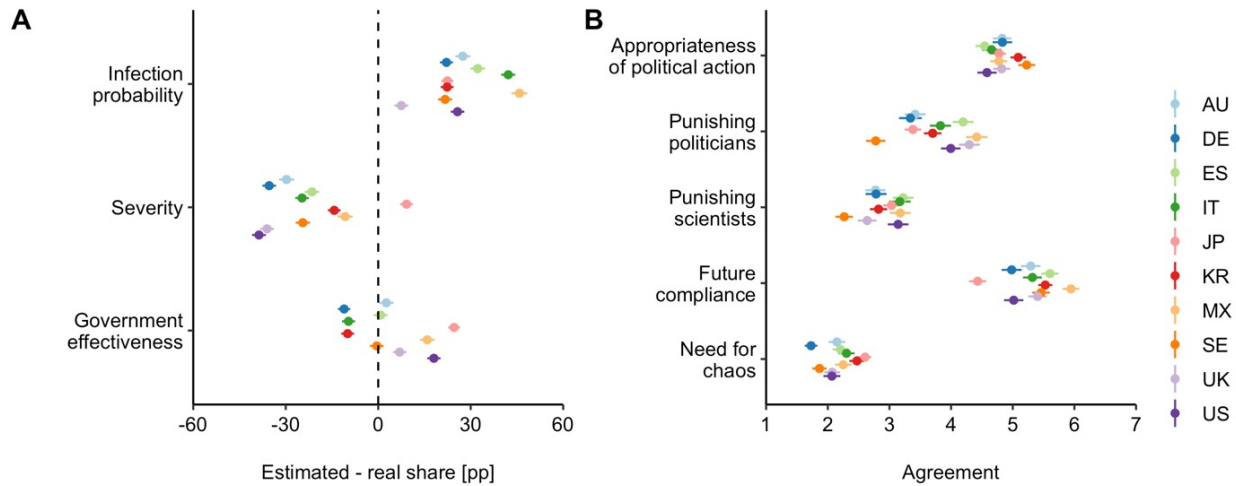 A
Infection
probability
Severity
Government
effectiveness
-60
-30
0
30
60
Estimated - real share [pp]
B
Appropriateness
of political action
Punishing
politicians
Punishing
scientists
Future
compliance
Need for
chaos
1
2
3
4
5
6
7
Agreement
AU
DE
ES
IT
JP
KR
MX
SE
UK
US